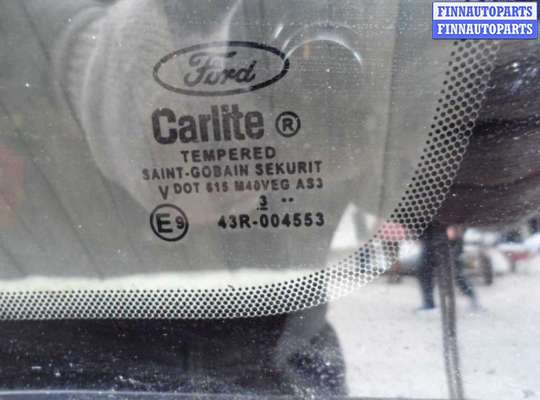 FINNAUTOPARTS
FINNAUTOPARTS
Ford
Carlite ®
TEMPERED
SAINT-GOBAIN SEKURIT
V DOT 615 M40VEG AS3
3 ..
E9 43R-004553